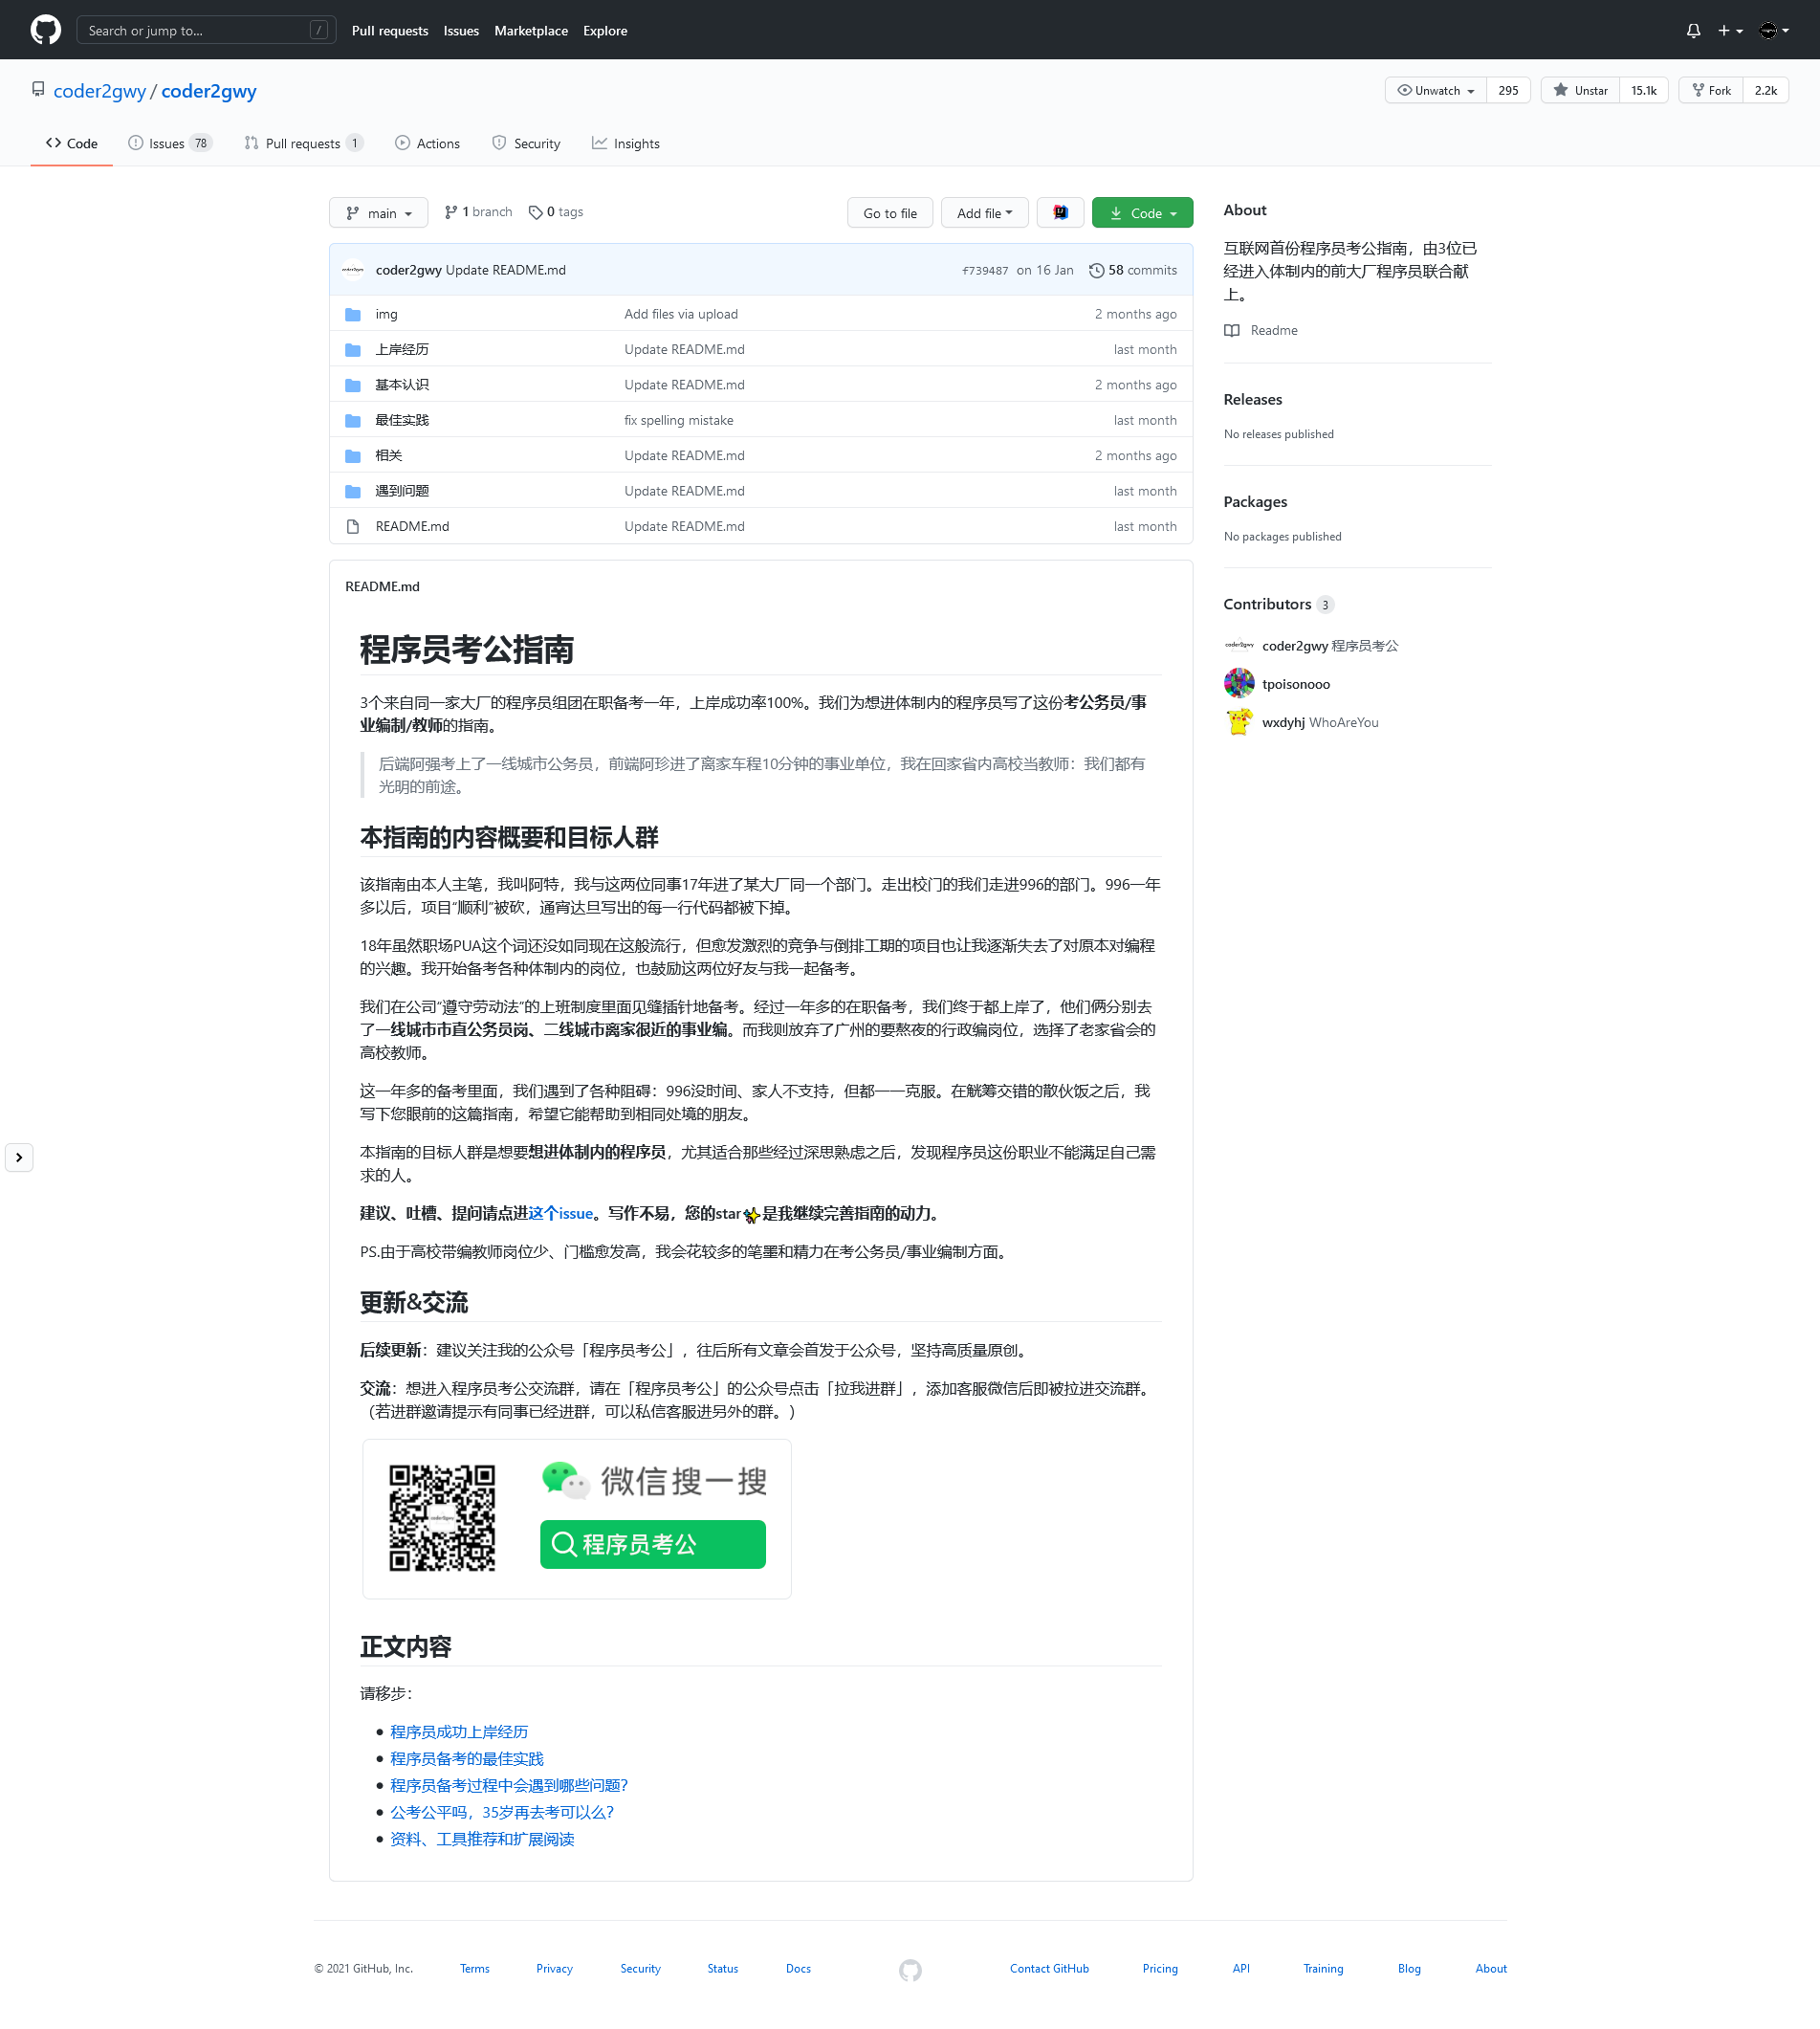 Search or jump to... /
Pull requests Issues Marketplace Explore
coder2gwy / coder2gwy
Unwatch 295 Unstar 15.1k Fork 2.2k
Code Issues 78 Pull requests 1 Actions Security Insights
main 1 branch 0 tags Go to file Add file Code
coder2gwy Update README.md f739487 on 16 Jan 58 commits
img Add files via upload 2 months ago
上岸经历 Update README.md last month
基本认识 Update README.md 2 months ago
最佳实践 fix spelling mistake last month
相关 Update README.md 2 months ago
遇到问题 Update README.md last month
README.md Update README.md last month
README.md
程序员考公指南
3个来自同一家大厂的程序员组团在职备考一年，上岸成功率100%。我们为想进体制内的程序员写了这份考公务员/事
业编制/教师的指南。
后端阿强考上了一线城市公务员，前端阿珍进了离家车程10分钟的事业单位，我在回家省内高校当教师：我们都有
光明的前途。
本指南的内容概要和目标人群
该指南由本人主笔，我叫阿特，我与这两位同事17年进了某大厂同一个部门。走出校门的我们走进996的部门。996一年
多以后，项目“顺利”被砍，通宵达旦写出的每一行代码都被下掉。
18年虽然职场PUA这个词还没如同现在这般流行，但愈发激烈的竞争与倒排工期的项目也让我逐渐失去了对原本对编程
的兴趣。我开始备考各种体制内的岗位，也鼓励这两位好友与我一起备考。
我们在公司“遵守劳动法”的上班制度里面见缝插针地备考。经过一年多的在职备考，我们终于都上岸了，他们俩分别去
了一线城市市直公务员岗、二线城市离家很近的事业编。而我则放弃了广州的要熬夜的行政编岗位，选择了老家省会的
高校教师。
这一年多的备考里面，我们遇到了各种阻碍：996没时间、家人不支持，但都一一克服。在觥筹交错的散伙饭之后，我
写下您眼前的这篇指南，希望它能帮助到相同处境的朋友。
本指南的目标人群是想要想进体制内的程序员，尤其适合那些经过深思熟虑之后，发现程序员这份职业不能满足自己需
求的人。
建议、吐槽、提问请点进这个issue。写作不易，您的star✨是我继续完善指南的动力。
PS.由于高校带编教师岗位少、门槛愈发高，我会花较多的笔墨和精力在考公务员/事业编制方面。
更新&交流
后续更新：建议关注我的公众号「程序员考公」，往后所有文章会首发于公众号，坚持高质量原创。
交流：想进入程序员考公交流群，请在「程序员考公」的公众号点击「拉我进群」，添加客服微信后即被拉进交流群。
（若进群邀请提示有同事已经进群，可以私信客服进另外的群。）
微信搜一搜
程序员考公
正文内容
请移步：
程序员成功上岸经历
程序员备考的最佳实践
程序员备考过程中会遇到哪些问题?
公考公平吗，35岁再去考可以么?
资料、工具推荐和扩展阅读
About
互联网首份程序员考公指南，由3位已
经进入体制内的前大厂程序员联合献
上。
Readme
Releases
No releases published
Packages
No packages published
Contributors 3
coder2gwy 程序员考公
tpoisonooo
wxdyhj WhoAreYou
© 2021 GitHub, Inc. Terms Privacy Security Status Docs Contact GitHub Pricing API Training Blog About